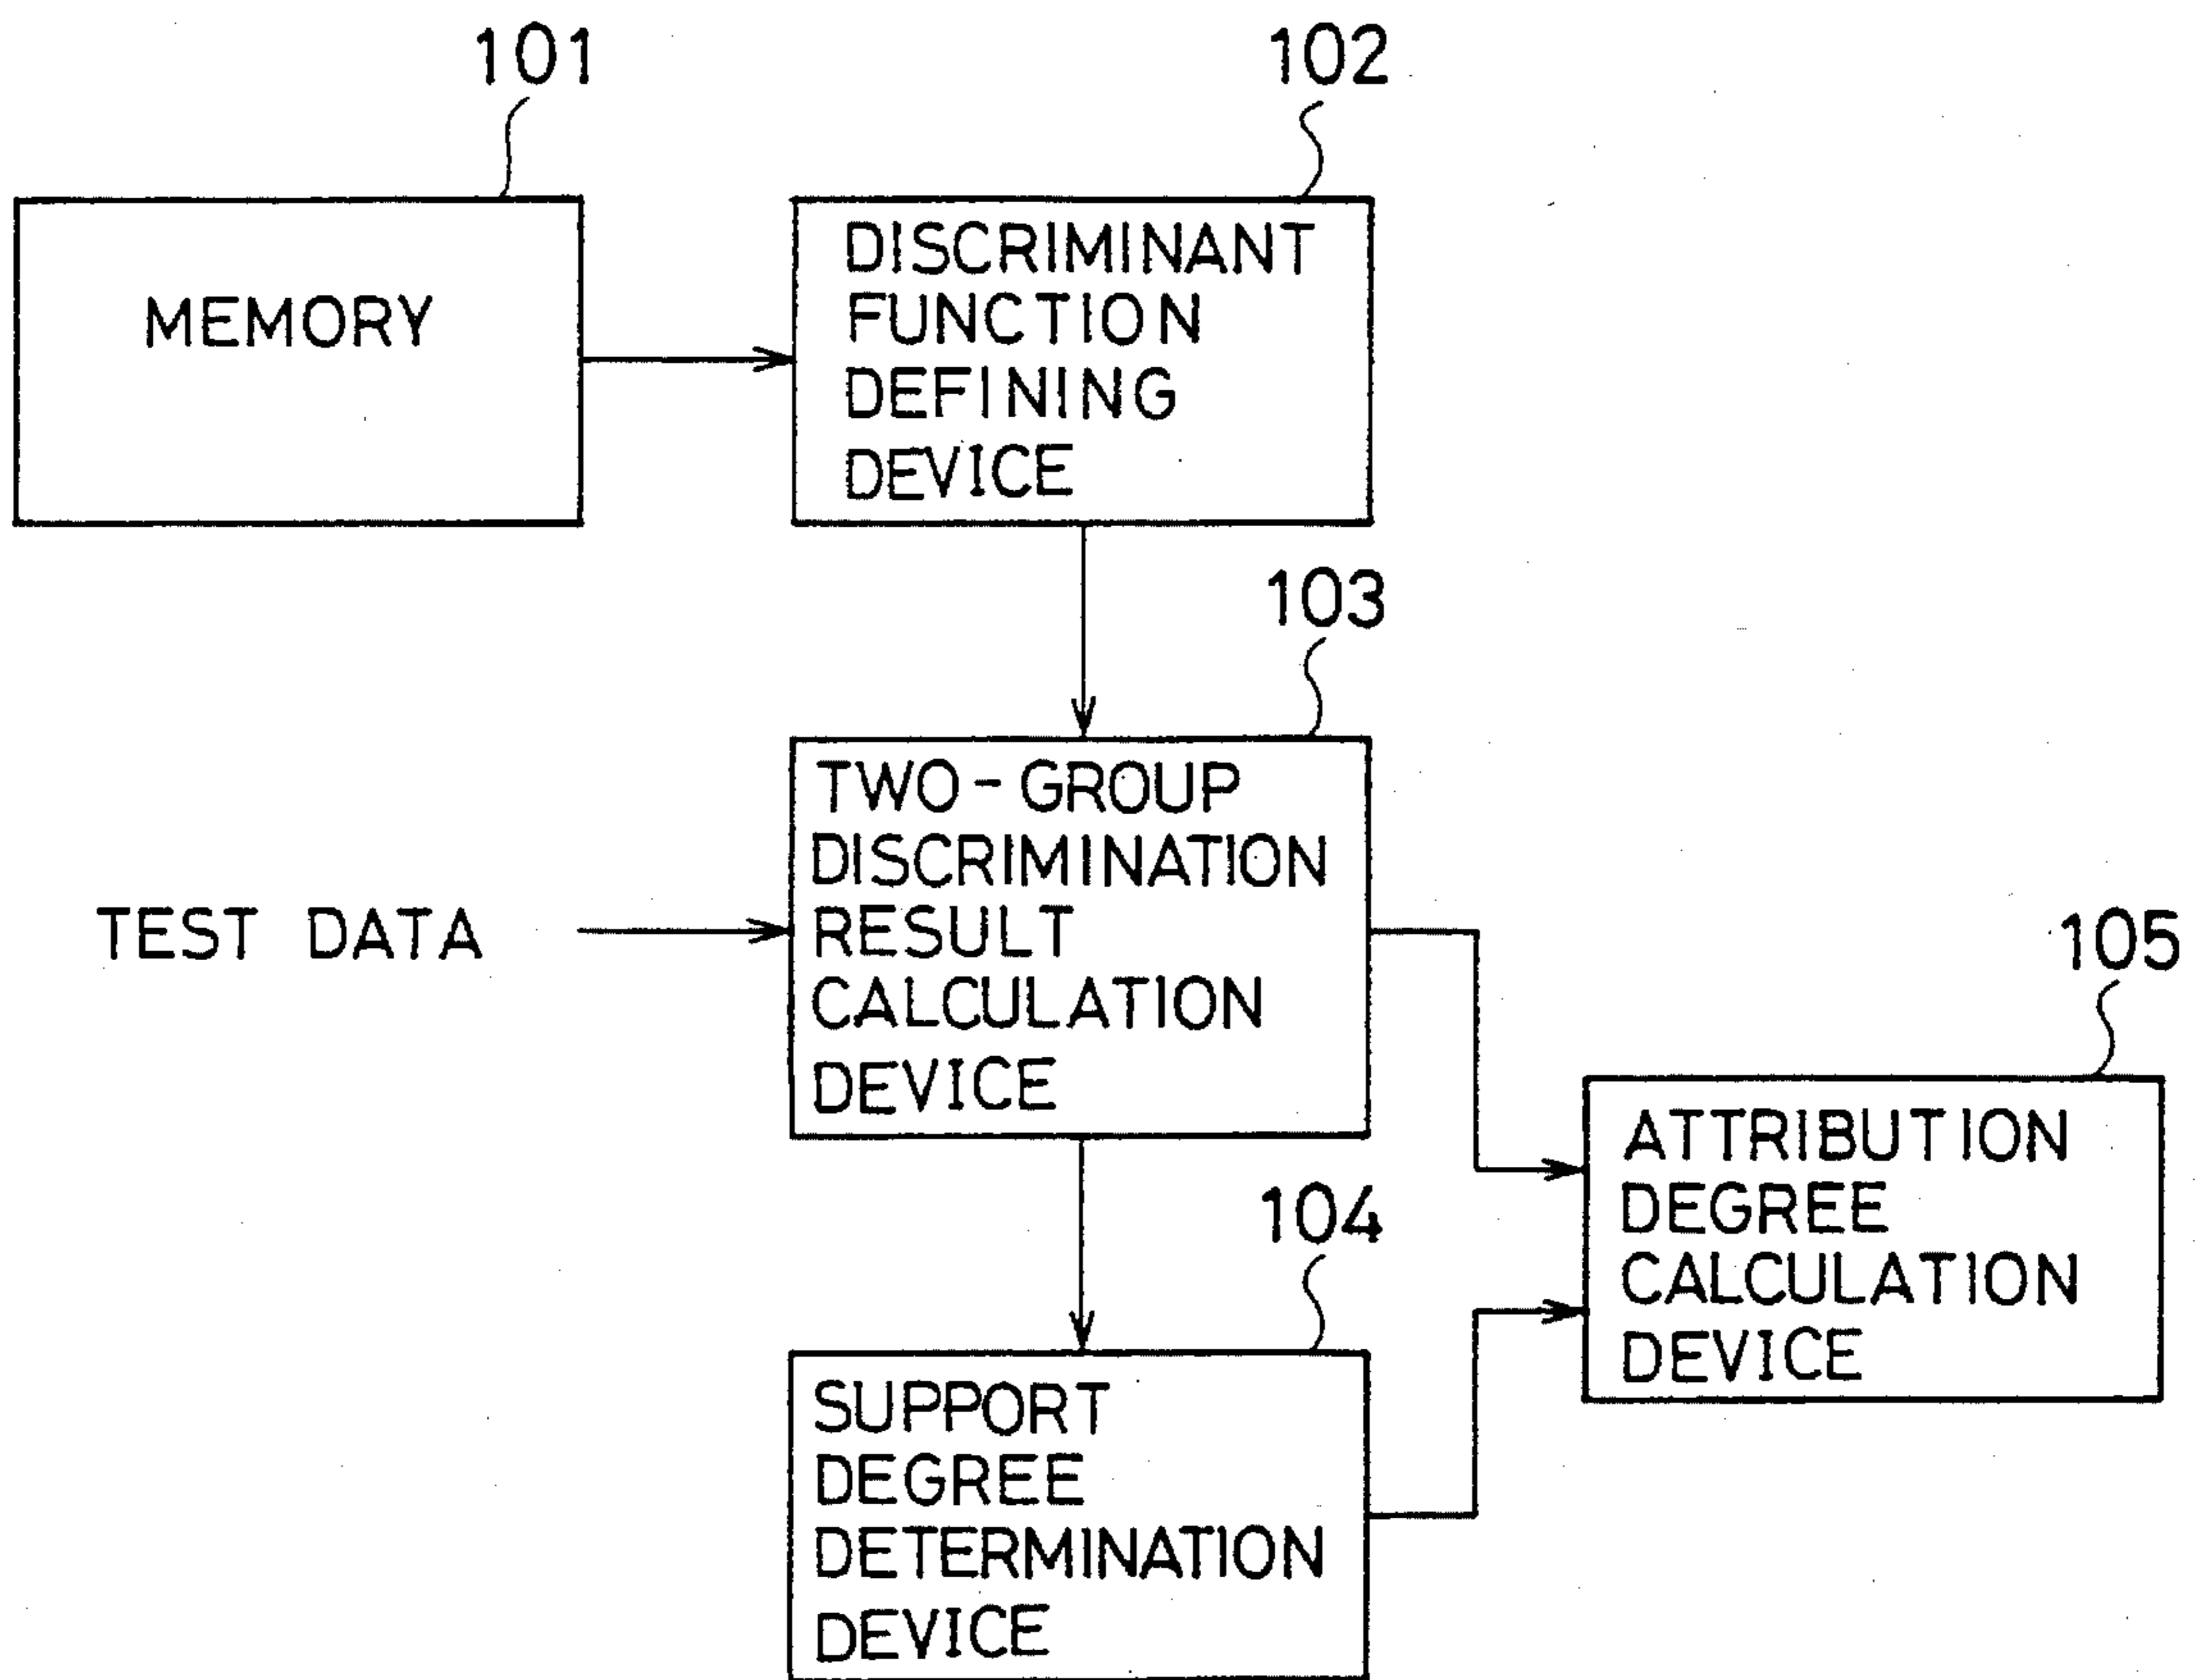 101
102
MEMORY
DISCRIMINANT
FUNCTION
DEFINING
DEVICE
103
TWO-GROUP
DISCRIMINATION
RESULT
CALCULATION
DEVICE
TEST DATA
105
ATTRIBUTION
DEGREE
CALCULATION
DEVICE
104
SUPPORT
DEGREE
DETERMINATION
DEVICE